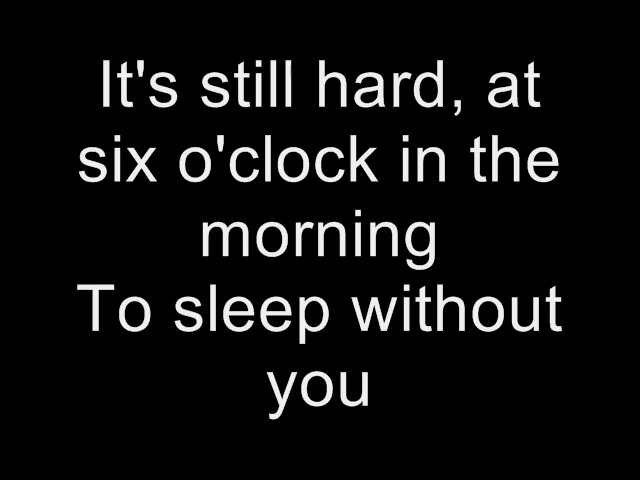 It's still hard, at
six o'clock in the
morning
To sleep without
you